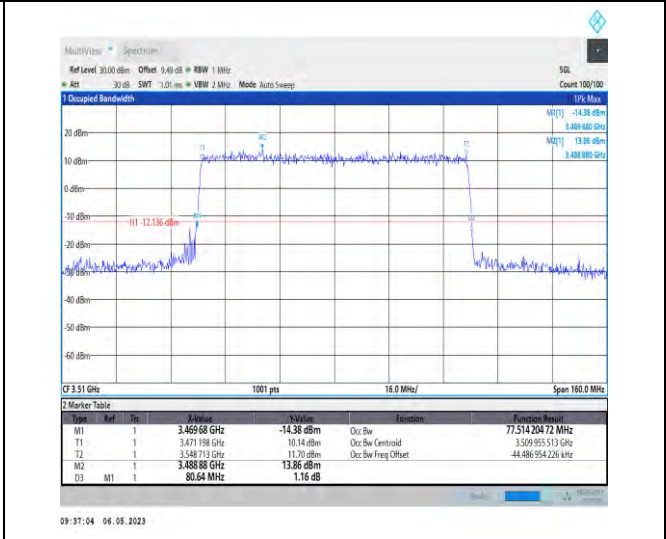 MultiView Spectrum
Ref Level 30.00 dBm Offset 9.49 dB RBW 1 MHz SGL
Att 30 dB SWT 1.01 ms VBW 2 MHz Mode Auto Sweep Count 100/100
1 Occupied Bandwidth 1Pk Max
M1[1] -14.38 dBm
3.469 680 GHz
M2[1] 13.86 dBm
3.488 880 GHz
20 dBm
M2
T1
T2
10 dBm
0 dBm
-10 dBm
H1 -12.136 dBm
-20 dBm
-30 dBm
-40 dBm
-50 dBm
-60 dBm
CF 3.51 GHz 1001 pts 16.0 MHz/ Span 160.0 MHz
2 Marker Table
Type Ref Trc X-Value Y-Value Function Function Result
M1 1 3.469 68 GHz -14.38 dBm Occ Bw 77.514 204 72 MHz
T1 1 3.471 198 GHz 10.14 dBm Occ Bw Centroid 3.509 955 513 GHz
T2 1 3.548 713 GHz 11.70 dBm Occ Bw Freq Offset -44.486 954 226 kHz
M2 1 3.488 88 GHz 13.86 dBm
D3 M1 1 80.64 MHz 1.16 dB
09:37:04 06.05.2023